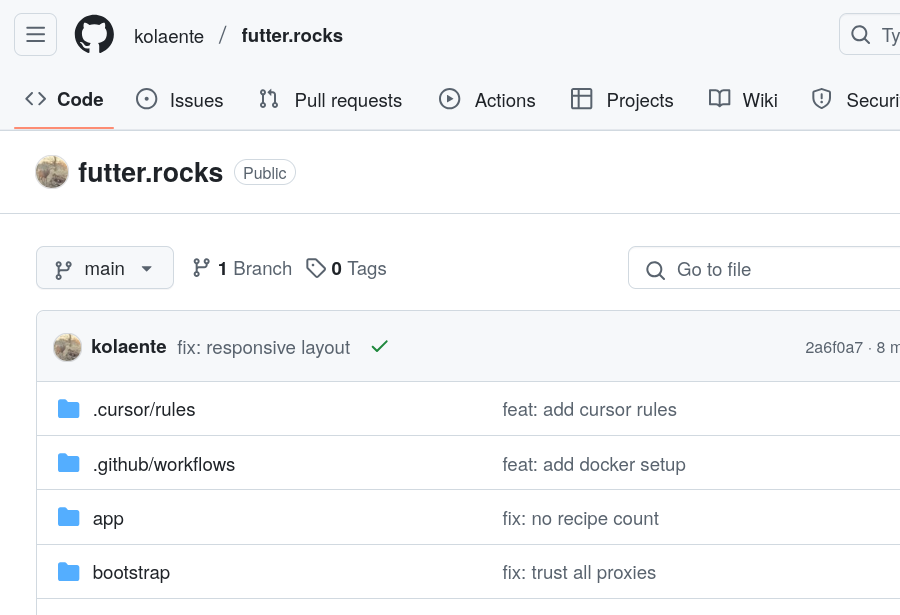 kolaente / futter.rocks
Ty
Code Issues Pull requests Actions Projects Wiki Securi
futter.rocks Public
main 1 Branch 0 Tags Go to file
kolaente fix: responsive layout 2a6f0a7 · 8 m
.cursor/rules feat: add cursor rules
.github/workflows feat: add docker setup
app fix: no recipe count
bootstrap fix: trust all proxies